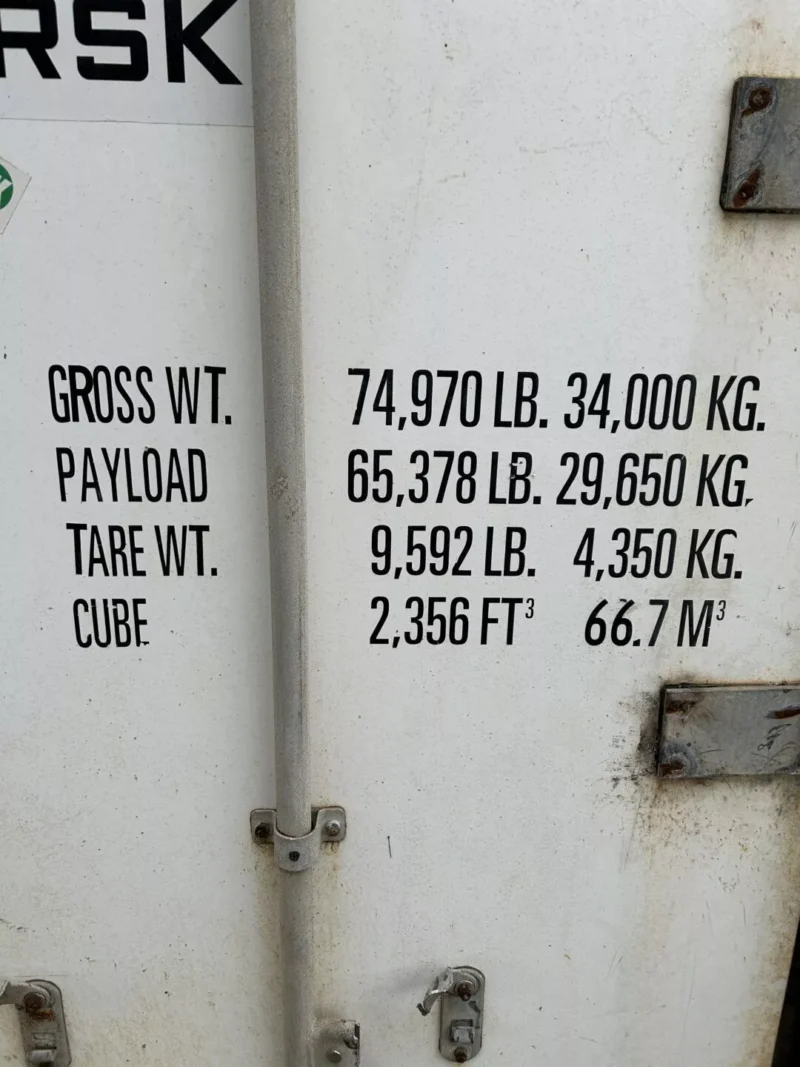 RSK
GROSS WT. 74,970 LB. 34,000 KG.
PAYLOAD 65,378 LB. 29,650 KG.
TARE WT. 9,592 LB. 4,350 KG.
CUBE 2,356 FT³ 66.7 M³